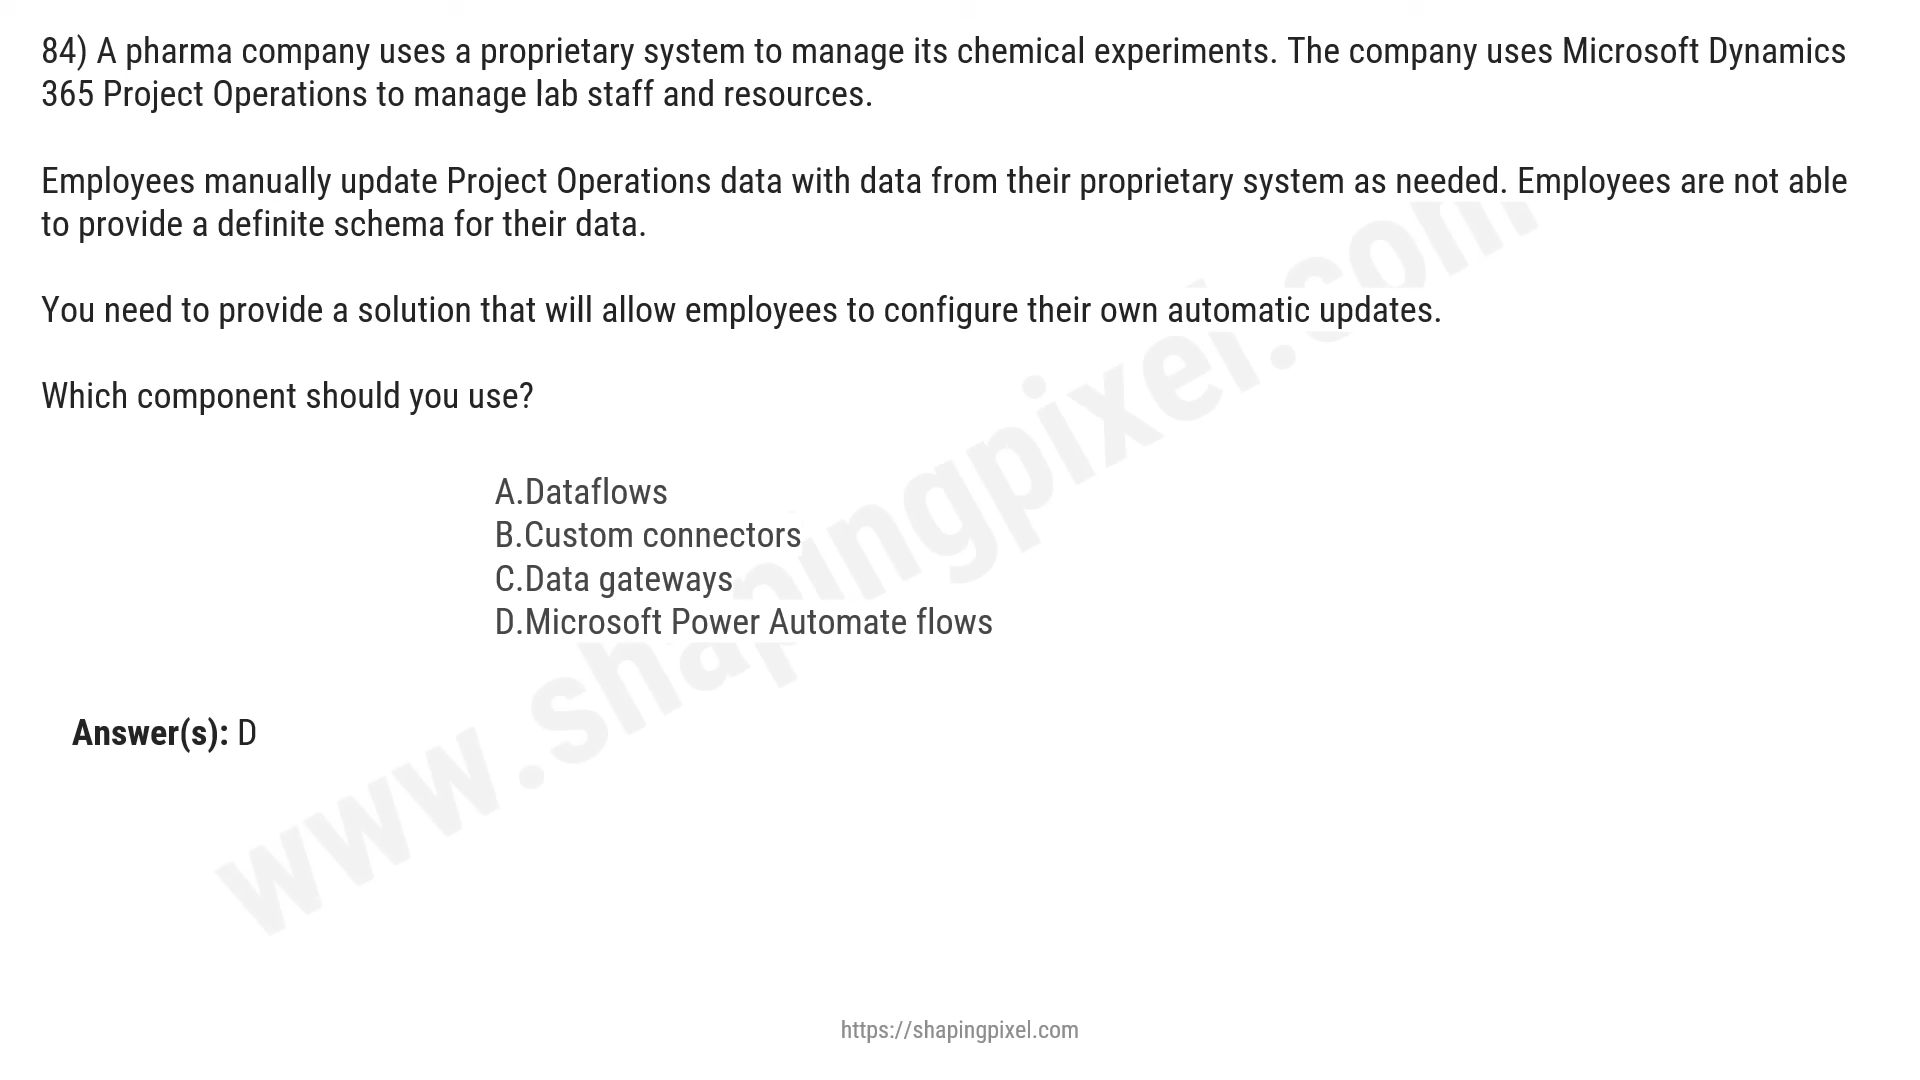 84) A pharma company uses a proprietary system to manage its chemical experiments. The company uses Microsoft Dynamics
365 Project Operations to manage lab staff and resources.
Employees manually update Project Operations data with data from their proprietary system as needed. Employees are not able
to provide a definite schema for their data.
You need to provide a solution that will allow employees to configure their own automatic updates.
Which component should you use?
A.Dataflows
B.Custom connectors
C.Data gateways
D.Microsoft Power Automate flows
Answer(s): D
www.shapingpixel.com
https://shapingpixel.com